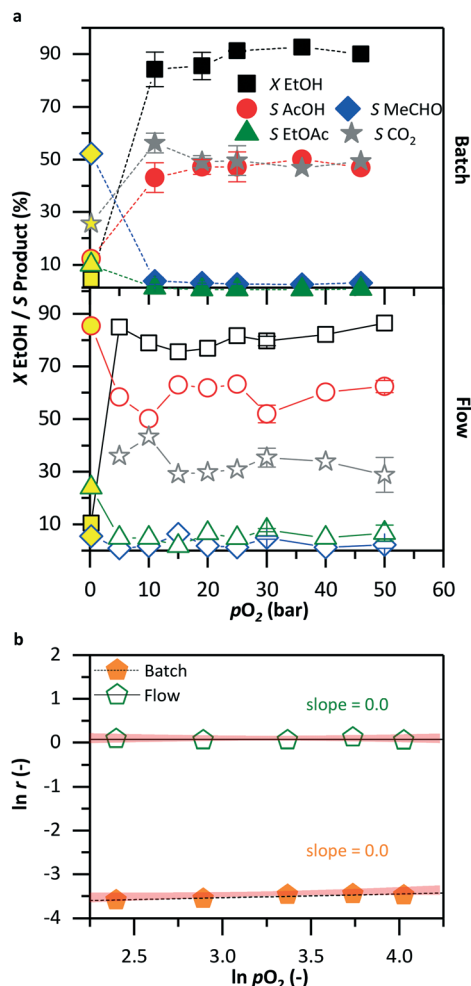 a
90
70
50
30
10
X EtOH
S AcOH
S MeCHO
S EtOAc
S CO₂
Batch
90
70
50
30
10
Flow
X EtOH / S Product (%)
0
10
20
30
40
50
60
pO₂ (bar)
b
2
1
0
-1
-2
-3
-4
Batch
Flow
slope = 0.0
slope = 0.0
ln r (-)
2.5
3.0
3.5
4.0
ln pO₂ (-)